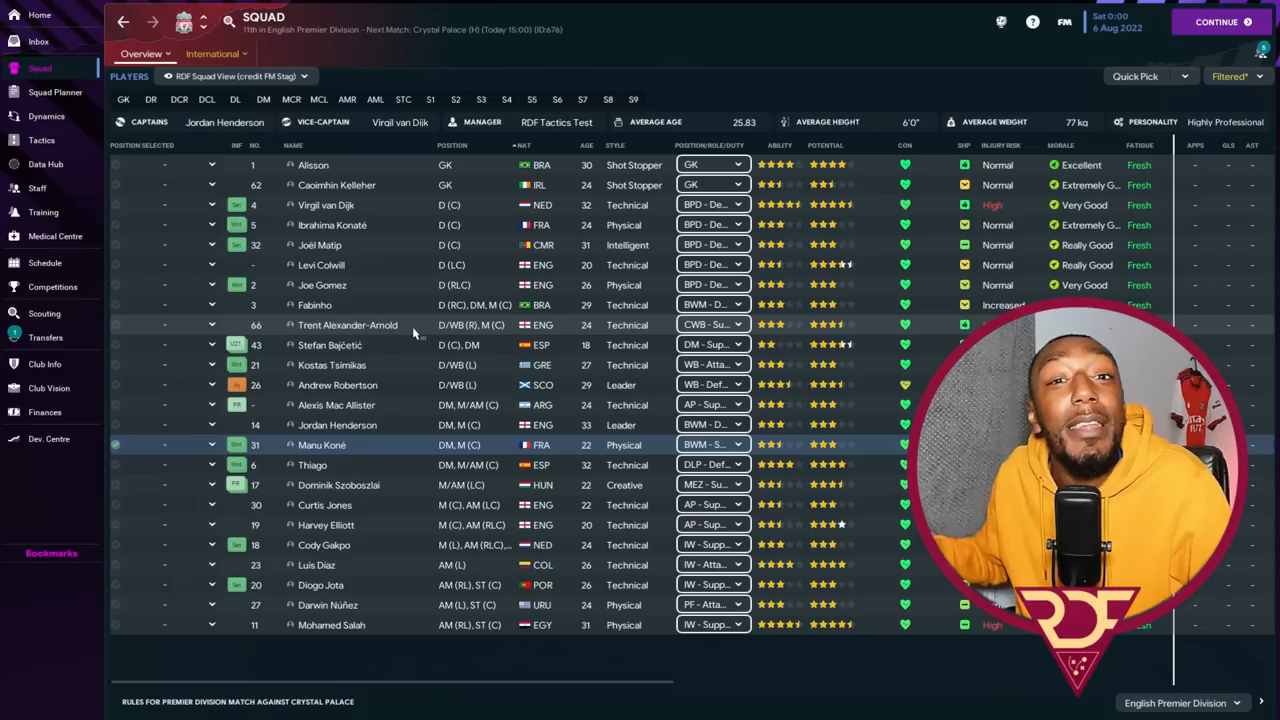 Home
Inbox
Squad
Squad Planner
Dynamics
Tactics
Data Hub
Staff
Training
Medical Centre
Schedule
Competitions
Scouting
1 Transfers
Club Info
Club Vision
Finances
Dev. Centre
Bookmarks
SQUAD
11th in English Premier Division - Next Match: Crystal Palace (H) (Today 15:00) (ID:676)
FM
Sat 0:00
6 Aug 2022
CONTINUE
Overview International
PLAYERS RDF Squad View (credit FM Stag) Quick Pick Filtered*
GK DR DCR DCL DL DM MCR MCL AMR AML STC S1 S2 S3 S4 S5 S6 S7 S8 S9
CAPTAINS Jordan Henderson VICE-CAPTAIN Virgil van Dijk MANAGER RDF Tactics Test AVERAGE AGE 25.83 AVERAGE HEIGHT 6'0" AVERAGE WEIGHT 77 kg PERSONALITY Highly Professional
POSITION SELECTED INF NO. NAME POSITION NAT AGE STYLE POSITION/ROLE/DUTY ABILITY POTENTIAL CON SHP INJURY RISK MORALE FATIGUE APPS GLS AST
- 1 Alisson GK BRA 30 Shot Stopper GK Normal Excellent Fresh - - -
- 62 Caoimhin Kelleher GK IRL 24 Shot Stopper GK Normal Extremely G... Fresh - - -
- Set 4 Virgil van Dijk D (C) NED 32 Technical BPD - De... High Very Good Fresh - - -
- Wnt 5 Ibrahima Konaté D (C) FRA 24 Physical BPD - De... Normal Extremely G... Fresh - - -
- Set 32 Joël Matip D (C) CMR 31 Intelligent BPD - De... Normal Really Good Fresh - - -
- - Levi Colwill D (LC) ENG 20 Technical BPD - De... Normal Really Good Fresh - - -
- Wnt 2 Joe Gomez D (RLC) ENG 26 Physical BPD - De... Normal Very Good Fresh - - -
- 3 Fabinho D (RC), DM, M (C) BRA 29 Technical BWM - D... Increased
- 66 Trent Alexander-Arnold D/WB (R), M (C) ENG 24 Technical CWB - Su...
- U21 43 Stefan Bajčetić D (C), DM ESP 18 Technical DM - Sup...
- Wnt 21 Kostas Tsimikas D/WB (L) GRE 27 Technical WB - Atta...
- Inj 26 Andrew Robertson D/WB (L) SCO 29 Leader WB - Def...
- PR - Alexis Mac Allister DM, M/AM (C) ARG 24 Technical AP - Sup...
- 14 Jordan Henderson DM, M (C) ENG 33 Leader BWM - D...
- Wnt 31 Manu Koné DM, M (C) FRA 22 Physical BWM - S...
- Wnt 6 Thiago DM, M/AM (C) ESP 32 Technical DLP - Def...
- PR 17 Dominik Szoboszlai M/AM (LC) HUN 22 Creative MEZ - Su...
- 30 Curtis Jones M (C), AM (LC) ENG 22 Technical AP - Sup...
- 19 Harvey Elliott M (C), AM (RLC) ENG 20 Technical AP - Sup...
- Set 18 Cody Gakpo M (L), AM (RLC),... NED 24 Technical IW - Supp...
- 23 Luis Díaz AM (L) COL 26 Technical IW - Atta...
- Set 20 Diogo Jota AM (RL), ST (C) POR 26 Technical IW - Supp...
- 27 Darwin Núñez AM (L), ST (C) URU 24 Physical PF - Atta...
- 11 Mohamed Salah AM (RL), ST (C) EGY 31 Physical IW - Supp... High
RDF
RULES FOR PREMIER DIVISION MATCH AGAINST CRYSTAL PALACE English Premier Division